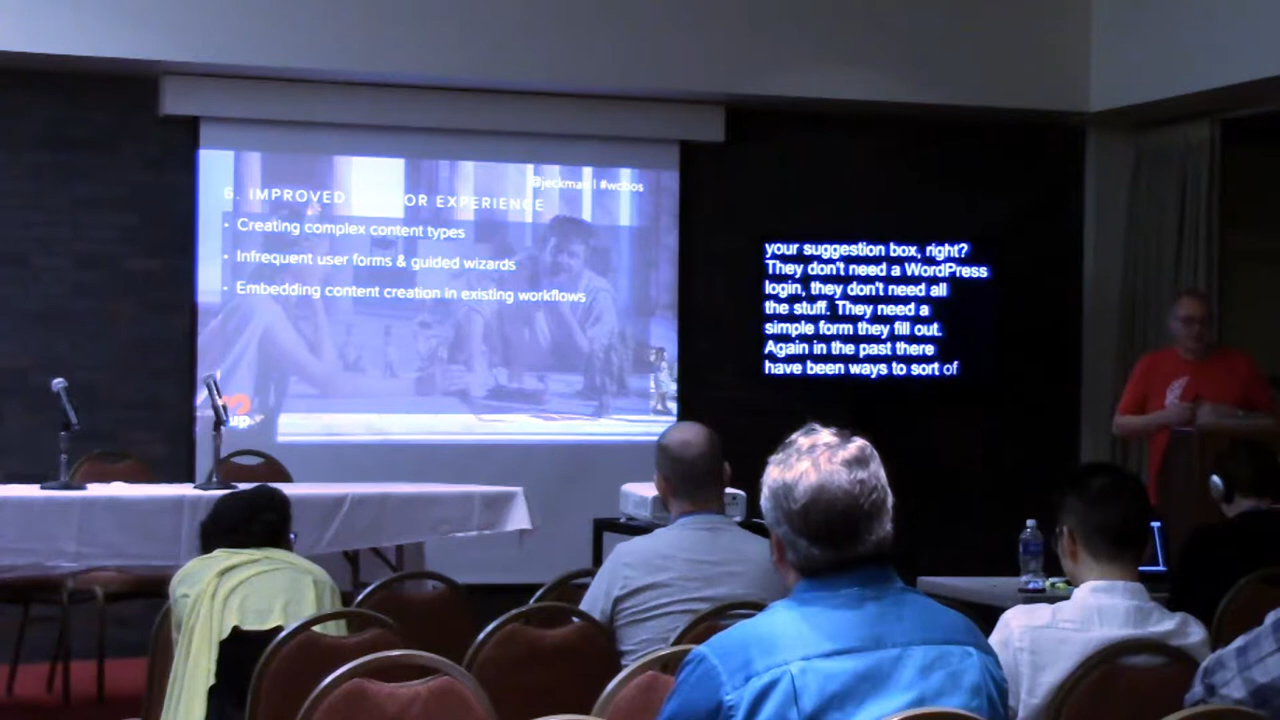 @jeckman | #wcbos
6. IMPROVED OR EXPERIENCE
• Creating complex content types
• Infrequent user forms & guided wizards
• Embedding content creation in existing workflows
up
your suggestion box, right?
They don't need a WordPress
login, they don't need all
the stuff. They need a
simple form they fill out.
Again in the past there
have been ways to sort of